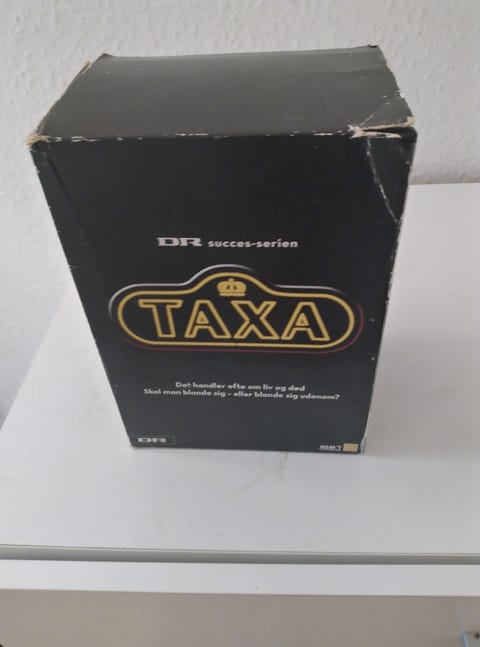 DR succes-serien
TAXA
Det handler ofte om liv og død
Skal man blande sig - eller blande sig udenom?
DR